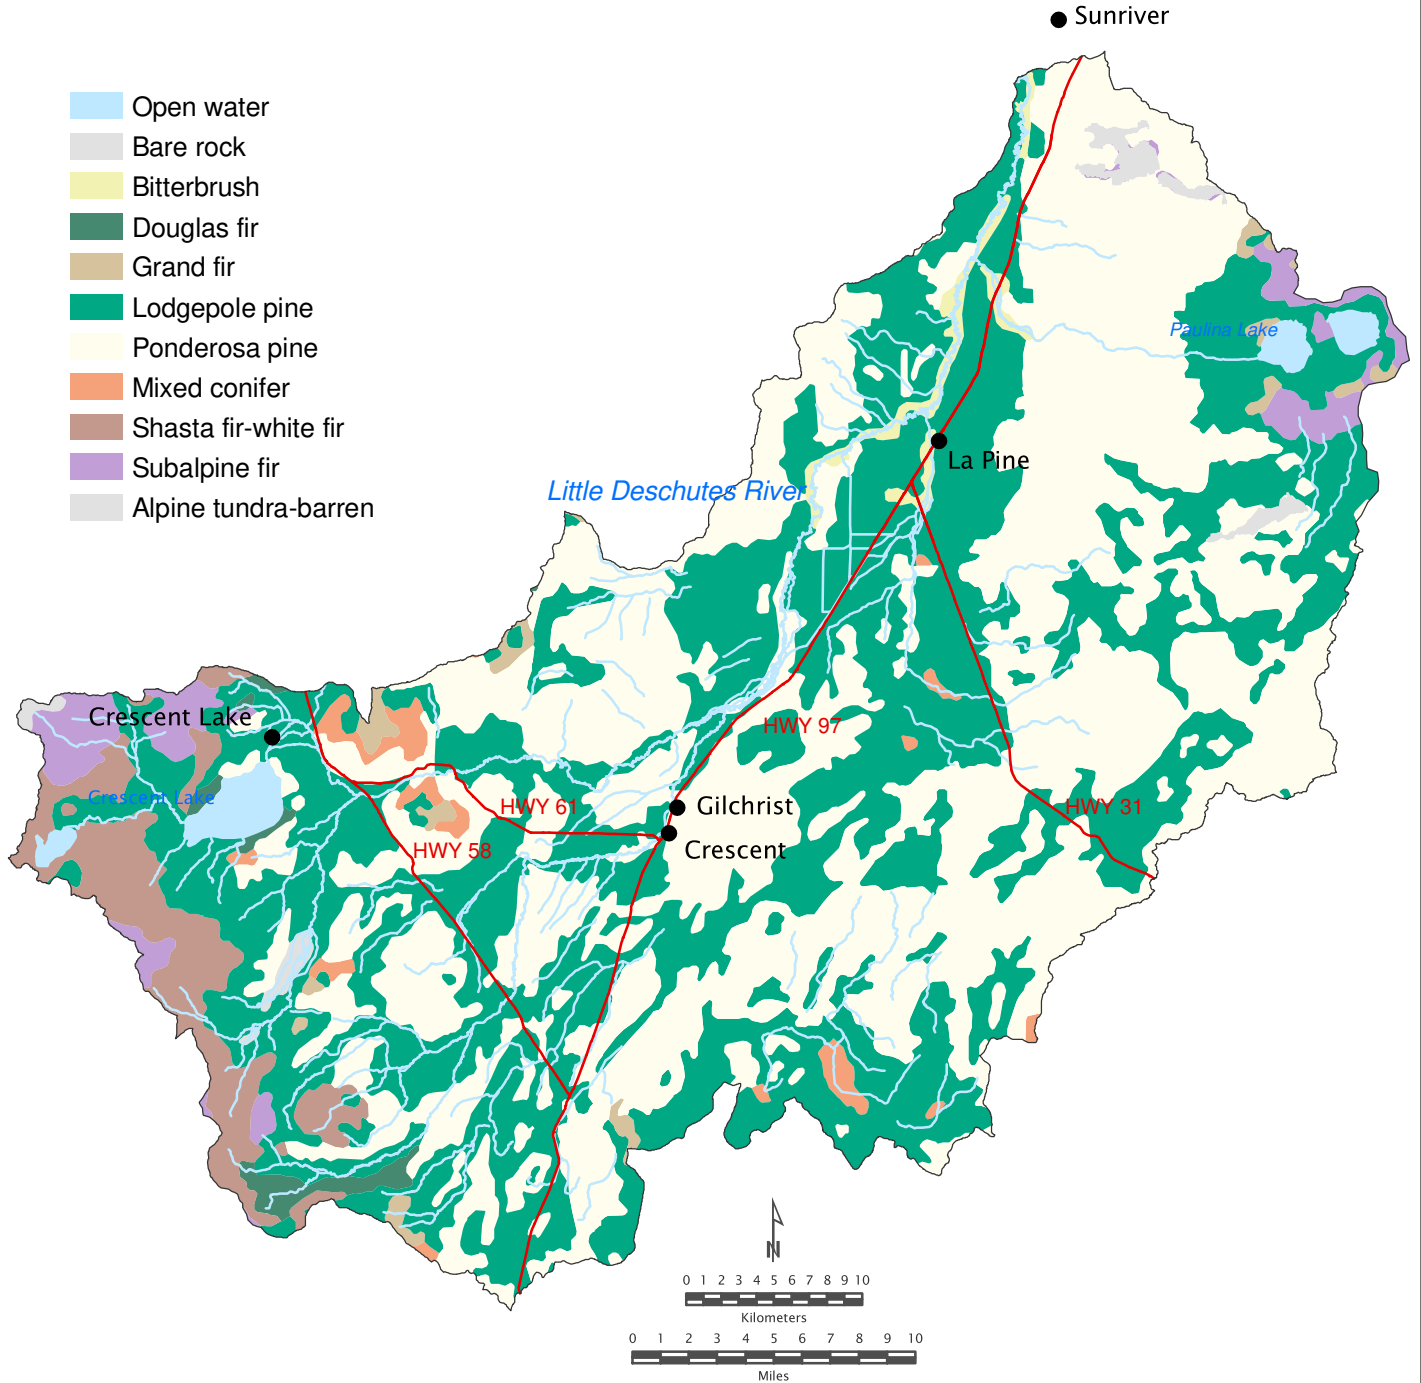 Sunriver
Open water
Bare rock
Bitterbrush
Douglas fir
Grand fir
Lodgepole pine
Ponderosa pine
Mixed conifer
Shasta fir-white fir
Subalpine fir
Alpine tundra-barren
Paulina Lake
La Pine
Little Deschutes River
Crescent Lake
HWY 97
Crescent Lake
HWY 61
Gilchrist
HWY 31
HWY 58
Crescent
N
0 1 2 3 4 5 6 7 8 9 10
Kilometers
0 1 2 3 4 5 6 7 8 9 10
Miles